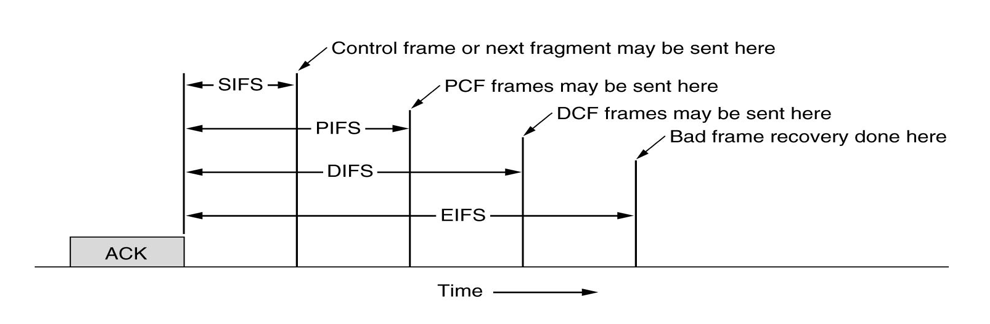 Control frame or next fragment may be sent here
SIFS
PCF frames may be sent here
DCF frames may be sent here
PIFS
Bad frame recovery done here
DIFS
EIFS
ACK
Time